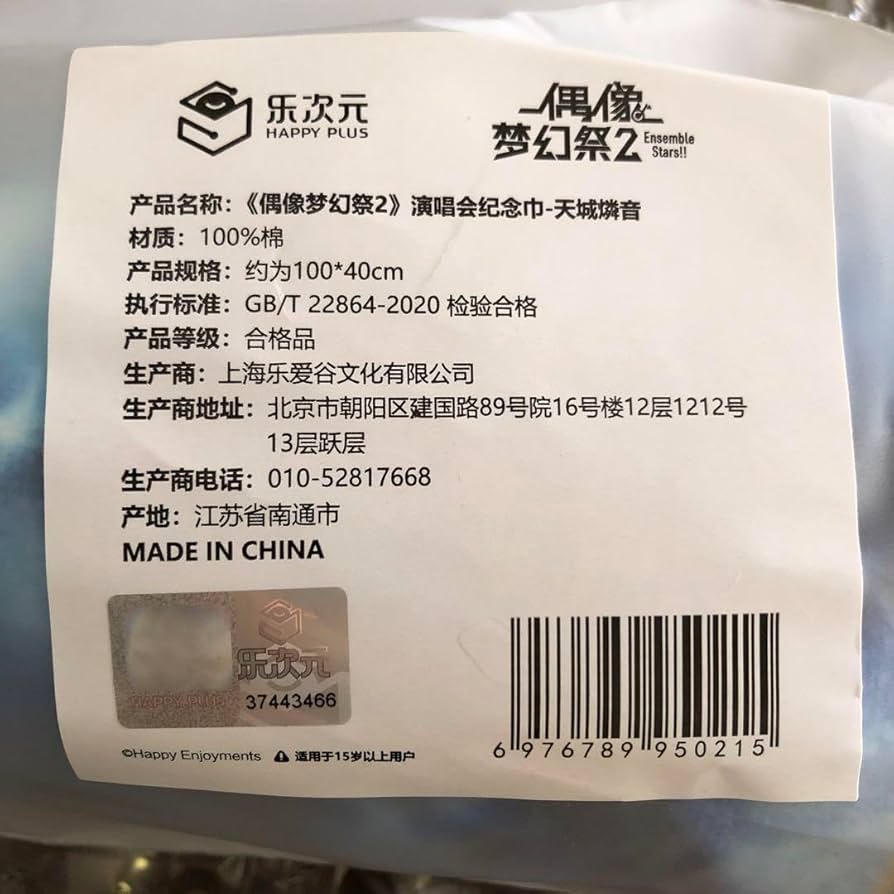 乐次元
HAPPY PLUS
偶像
梦幻祭2
Ensemble
Stars!!
产品名称：《偶像梦幻祭2》演唱会纪念巾-天城燐音
材质：100%棉
产品规格：约为100*40cm
执行标准：GB/T 22864-2020 检验合格
产品等级：合格品
生产商：上海乐爱谷文化有限公司
生产商地址：北京市朝阳区建国路89号院16号楼12层1212号
13层跃层
生产商电话：010-52817668
产地：江苏省南通市
MADE IN CHINA
乐次元
HAPPY PLUS
37443466
6 976789 950215
©Happy Enjoyments 适用于15岁以上用户